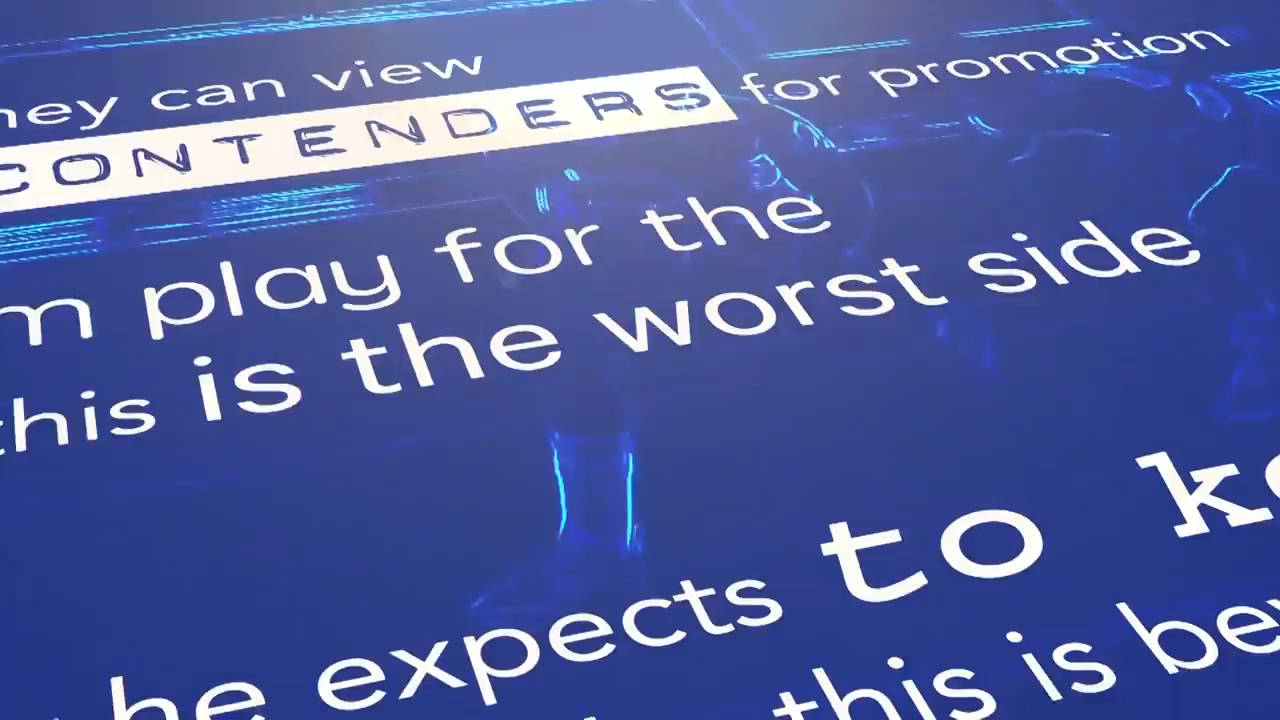 hey can view
CONTENDERS for promotion
m play for the
this is the worst side
he expects to
this is